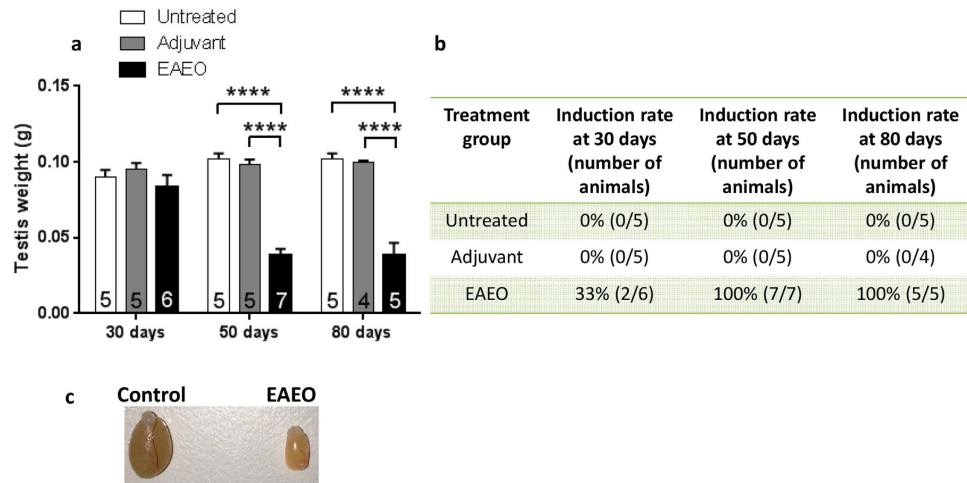 Untreated
Adjuvant
EAEO
a
Testis weight (g)
0.15
0.10
0.05
0.00
****
****
****
****
5 5 6
5 5 7
5 4 5
30 days 50 days 80 days
b
Treatment group
Induction rate at 30 days (number of animals)
Induction rate at 50 days (number of animals)
Induction rate at 80 days (number of animals)
Untreated 0% (0/5) 0% (0/5) 0% (0/5)
Adjuvant 0% (0/5) 0% (0/5) 0% (0/4)
EAEO 33% (2/6) 100% (7/7) 100% (5/5)
c
Control EAEO